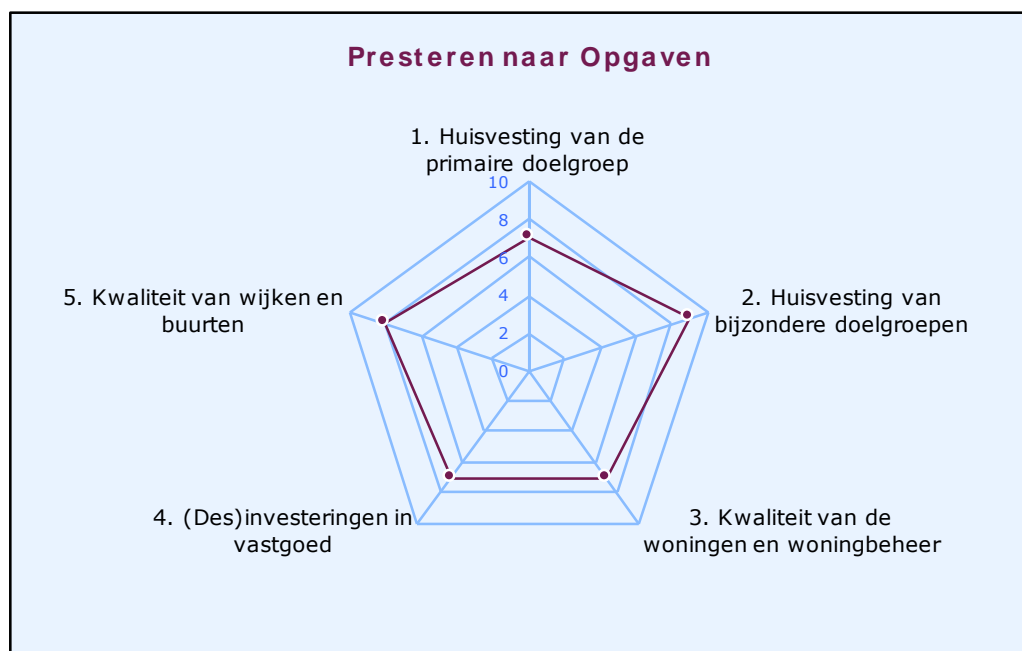 Presteren naar Opgaven
1. Huisvesting van de
primaire doelgroep
10
8
6
4
2
0
5. Kwaliteit van wijken en
buurten
2. Huisvesting van
bijzondere doelgroepen
4. (Des)investeringen in
vastgoed
3. Kwaliteit van de
woningen en woningbeheer